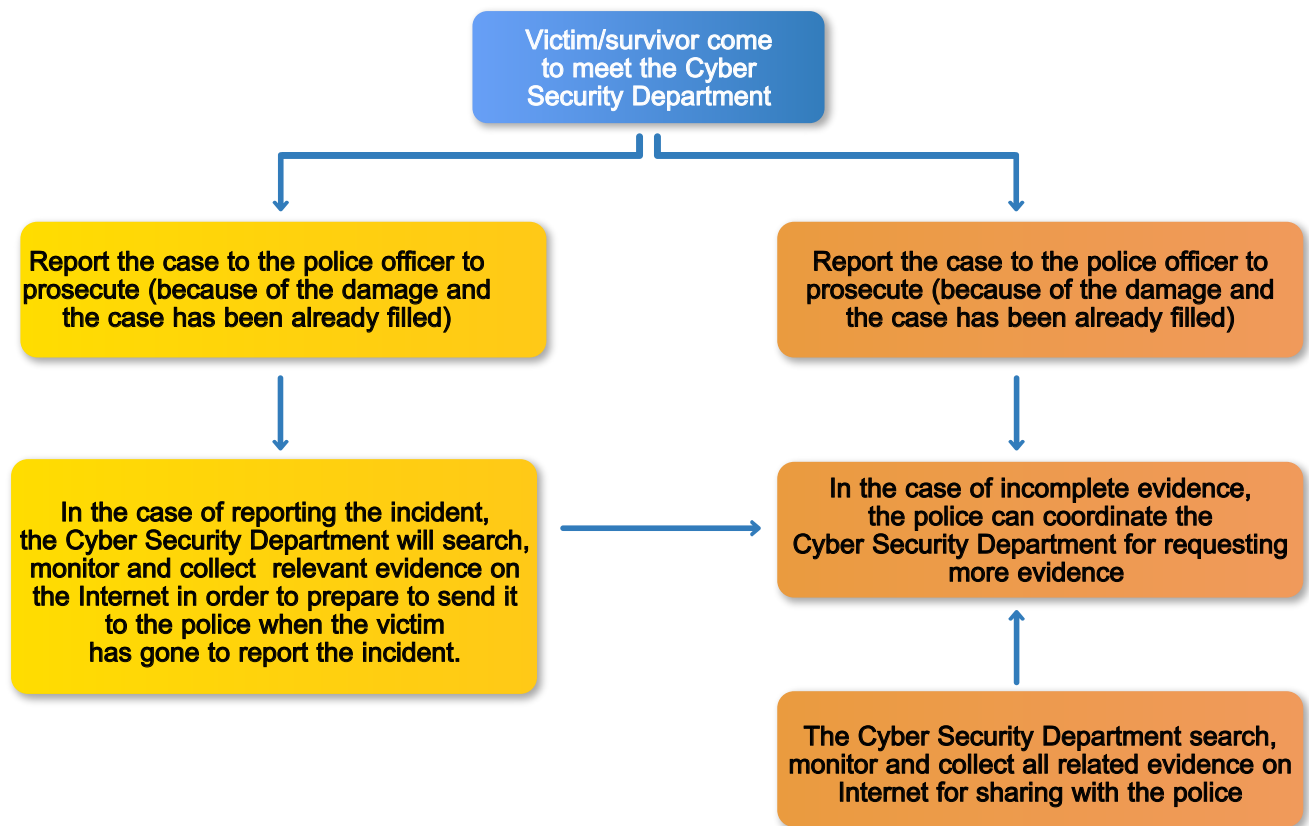 Victim/survivor come
to meet the Cyber
Security Department
Report the case to the police officer to
prosecute (because of the damage and
the case has been already filled)
Report the case to the police officer to
prosecute (because of the damage and
the case has been already filled)
In the case of reporting the incident,
the Cyber Security Department will search,
monitor and collect relevant evidence on
the Internet in order to prepare to send it
to the police when the victim
has gone to report the incident.
In the case of incomplete evidence,
the police can coordinate the
Cyber Security Department for requesting
more evidence
The Cyber Security Department search,
monitor and collect all related evidence on
Internet for sharing with the police